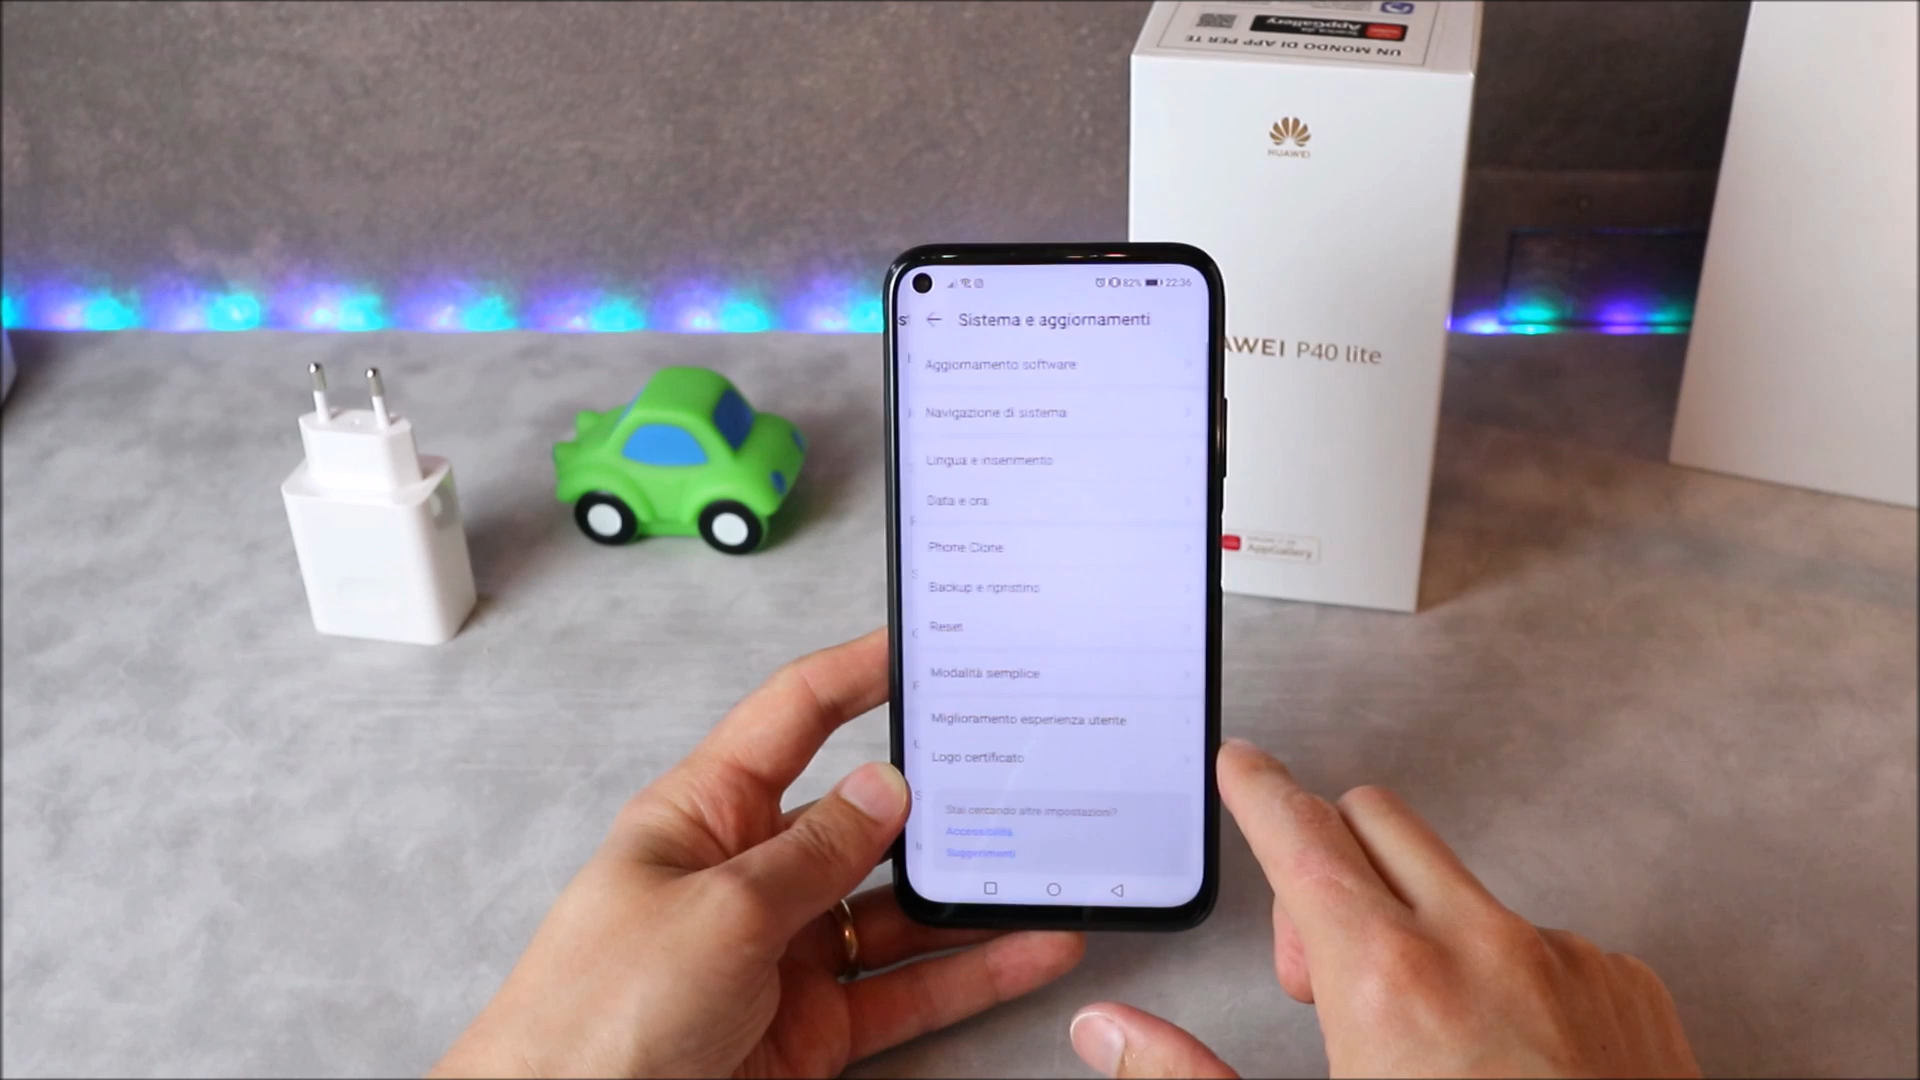 UN MONDO DI APP PER TE
AppGallery
HUAWEI
AWEI P40 lite
AppGallery
82% 22:36
Sistema e aggiornamenti
Aggiornamento software
Navigazione di sistema
Lingua e inserimento
Data e ora
Phone Clone
Backup e ripristino
Reset
Modalità semplice
Miglioramento esperienza utente
Logo certificato
Stai cercando altre impostazioni?
Accessibilità
Suggerimenti